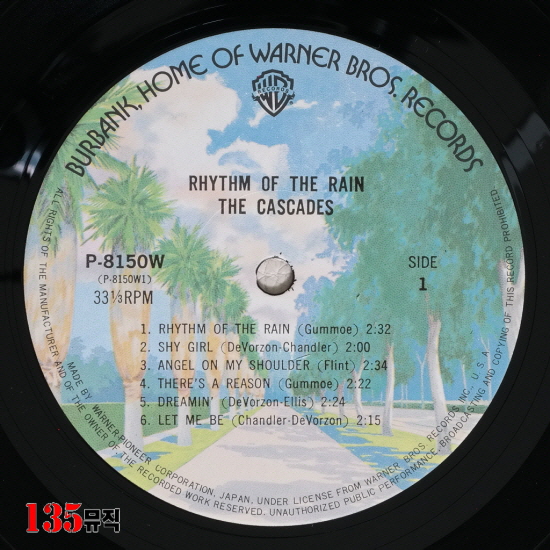 BURBANK, HOME OF WARNER BROS. RECORDS
RECORDS
RHYTHM OF THE RAIN
THE CASCADES
P-8150W
(P-8150W1)
33⅓RPM
SIDE
1
1. RHYTHM OF THE RAIN (Gummoe) 2:32
2. SHY GIRL (DeVorzon-Chandler) 2:00
3. ANGEL ON MY SHOULDER (Flint) 2:34
4. THERE'S A REASON (Gummoe) 2:22
5. DREAMIN' (DeVorzon-Ellis) 2:24
6. LET ME BE (Chandler-DeVorzon) 2:15
MADE BY WARNER-PIONEER CORPORATION, JAPAN, UNDER LICENSE FROM WARNER BROS RECORDS INC., U.S.A.
ALL RIGHTS OF THE MANUFACTURER AND OF THE OWNER OF THE RECORDED WORK RESERVED. UNAUTHORIZED PUBLIC PERFORMANCE, BROADCASTING AND COPYING OF THIS RECORD PROHIBITED.
135뮤직